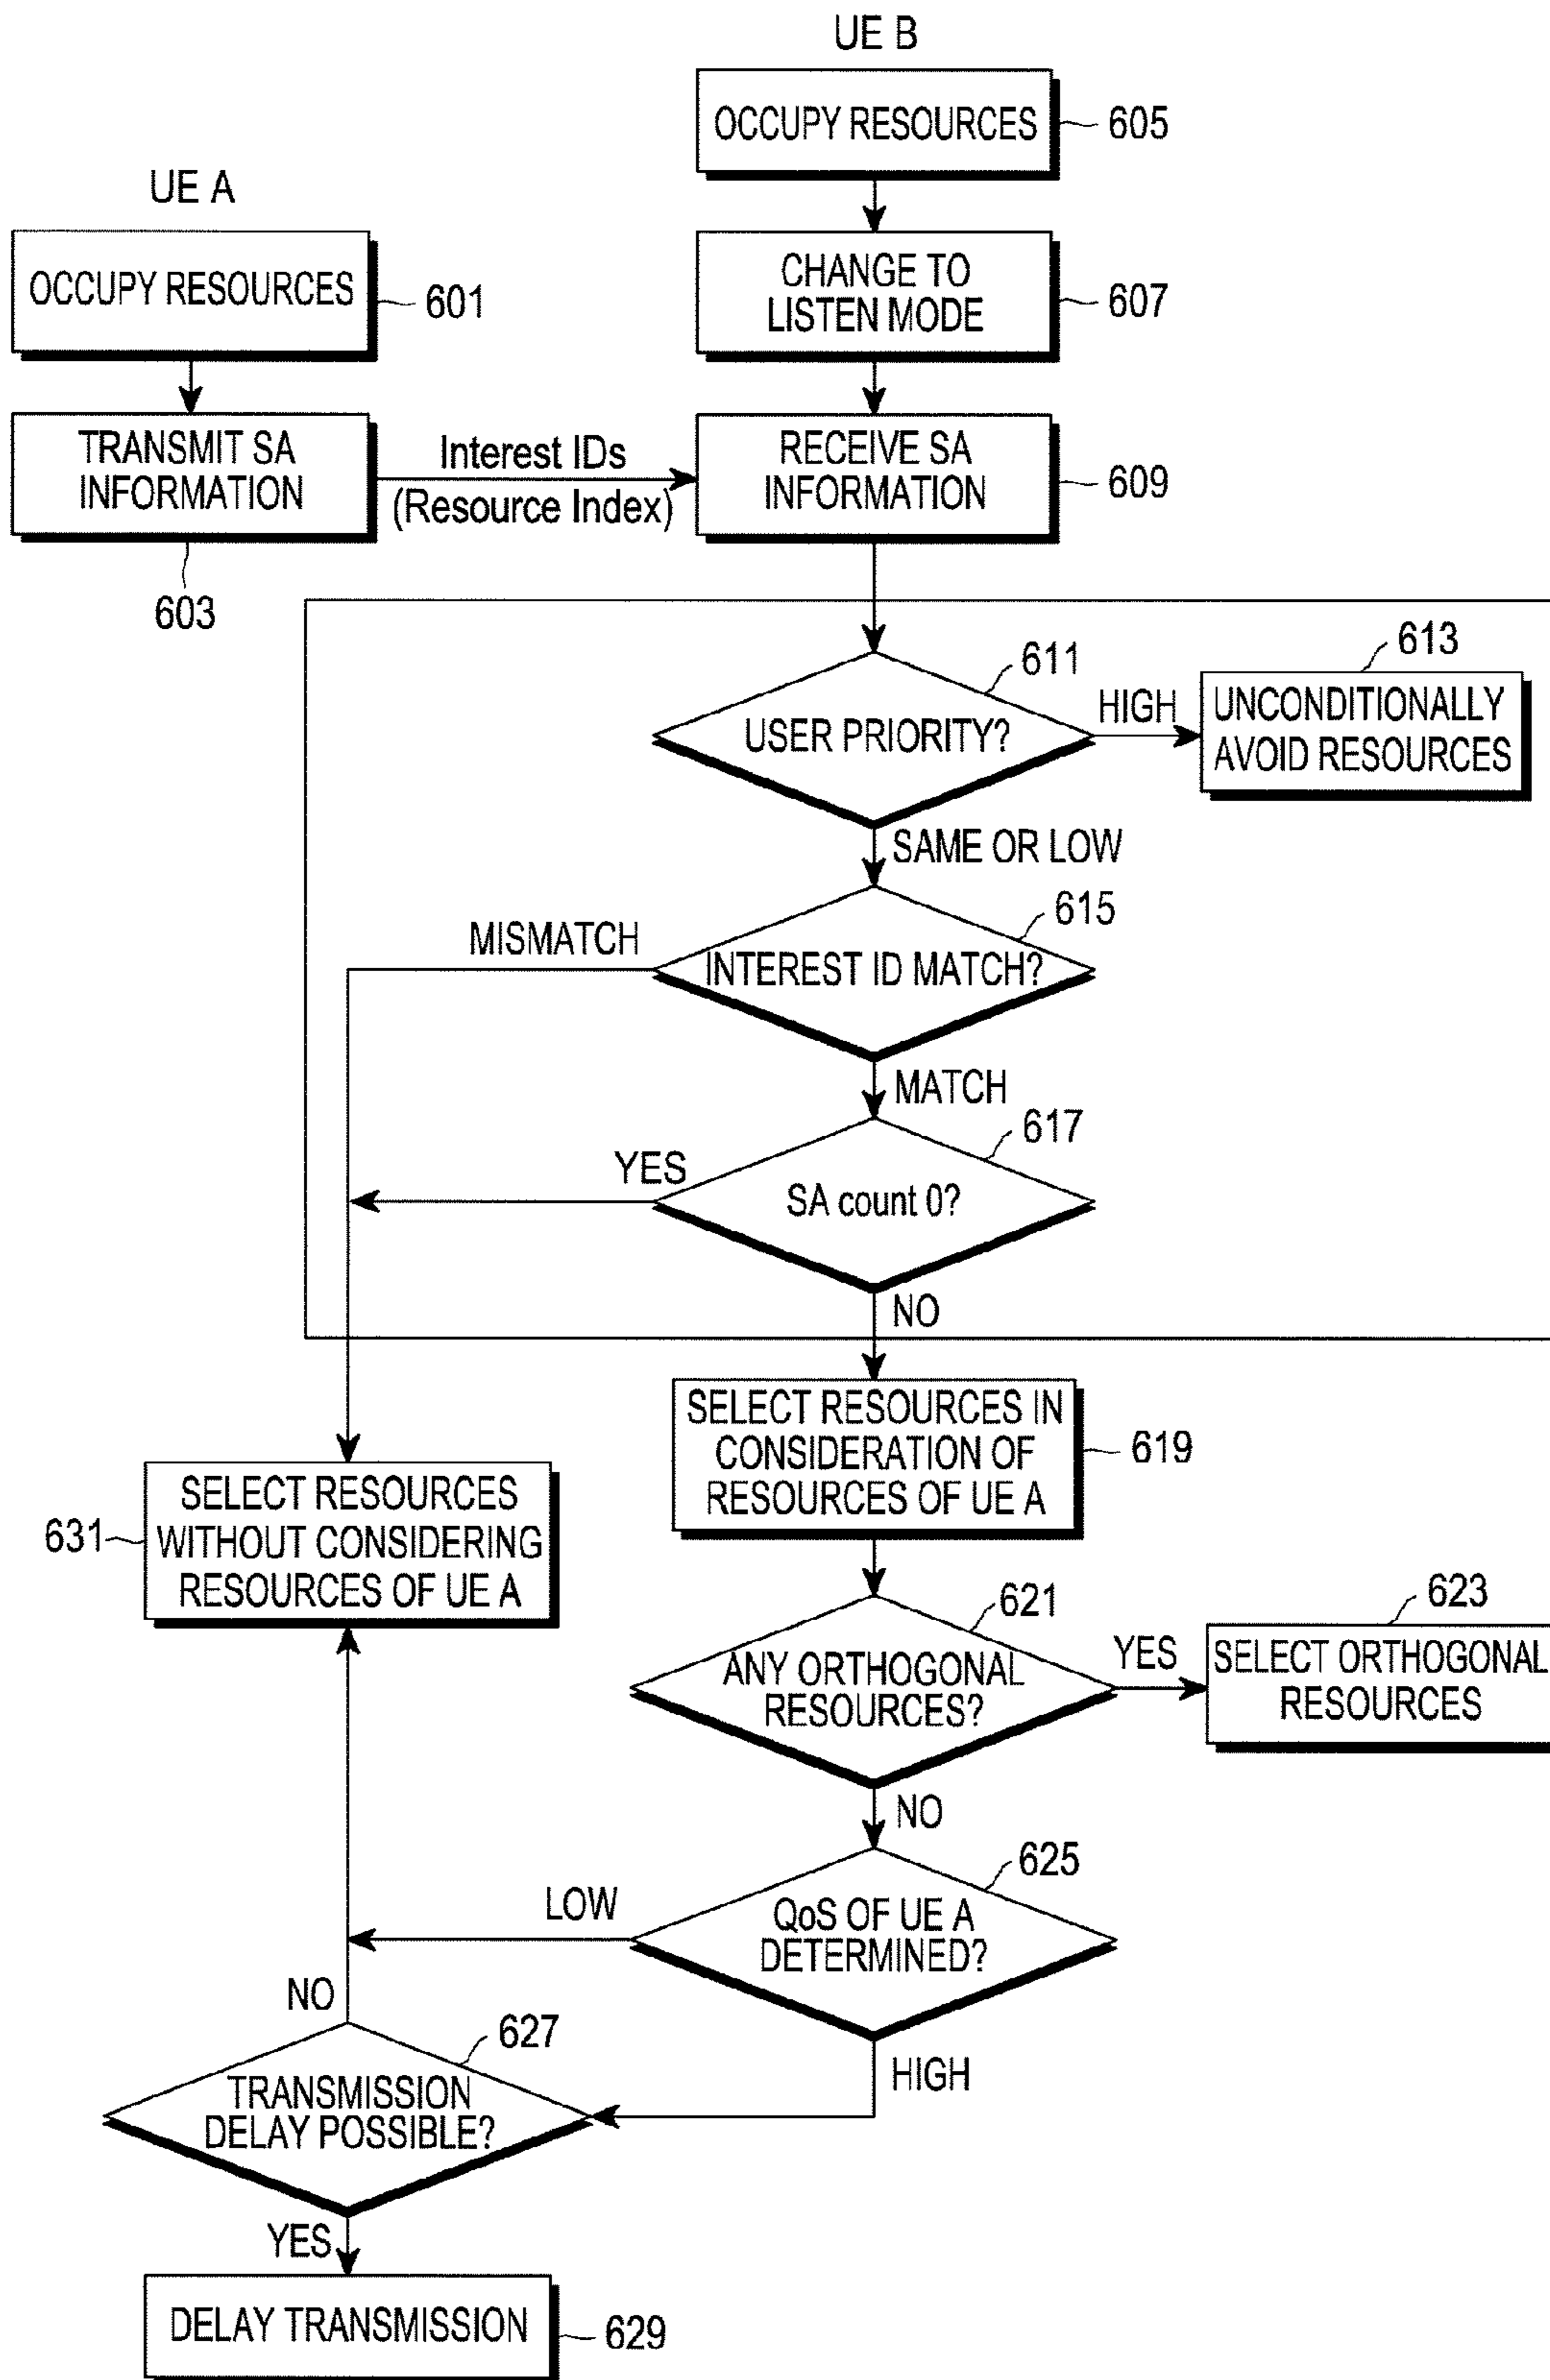 UE B
OCCUPY RESOURCES
605
UE A
OCCUPY RESOURCES
601
CHANGE TO
LISTEN MODE
607
TRANSMIT SA
INFORMATION
603
Interest IDs
(Resource Index)
RECEIVE SA
INFORMATION
609
USER PRIORITY?
611
HIGH
UNCONDITIONALLY
AVOID RESOURCES
613
SAME OR LOW
INTEREST ID MATCH?
615
MISMATCH
MATCH
SA count 0?
617
YES
NO
SELECT RESOURCES IN
CONSIDERATION OF
RESOURCES OF UE A
619
SELECT RESOURCES
WITHOUT CONSIDERING
RESOURCES OF UE A
631
ANY ORTHOGONAL
RESOURCES?
621
YES
SELECT ORTHOGONAL
RESOURCES
623
NO
QoS OF UE A
DETERMINED?
625
LOW
HIGH
NO
TRANSMISSION
DELAY POSSIBLE?
627
YES
DELAY TRANSMISSION
629